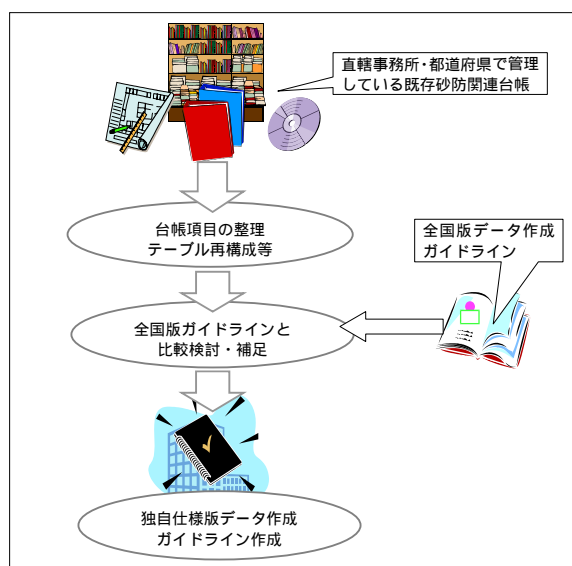 直轄事務所・都道府県で管理
している既存砂防関連台帳
台帳項目の整理
テーブル再構成等
全国版データ作成
ガイドライン
全国版ガイドラインと
比較検討・補足
独自仕様版データ作成
ガイドライン作成